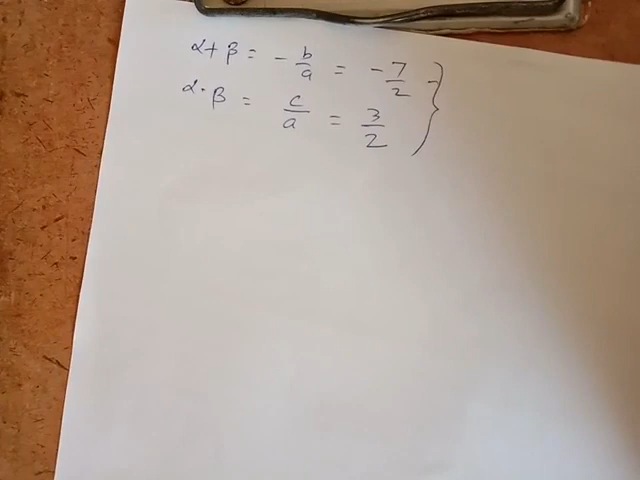 α+β = -b/a = -7/2 }
α·β = c/a = 3/2